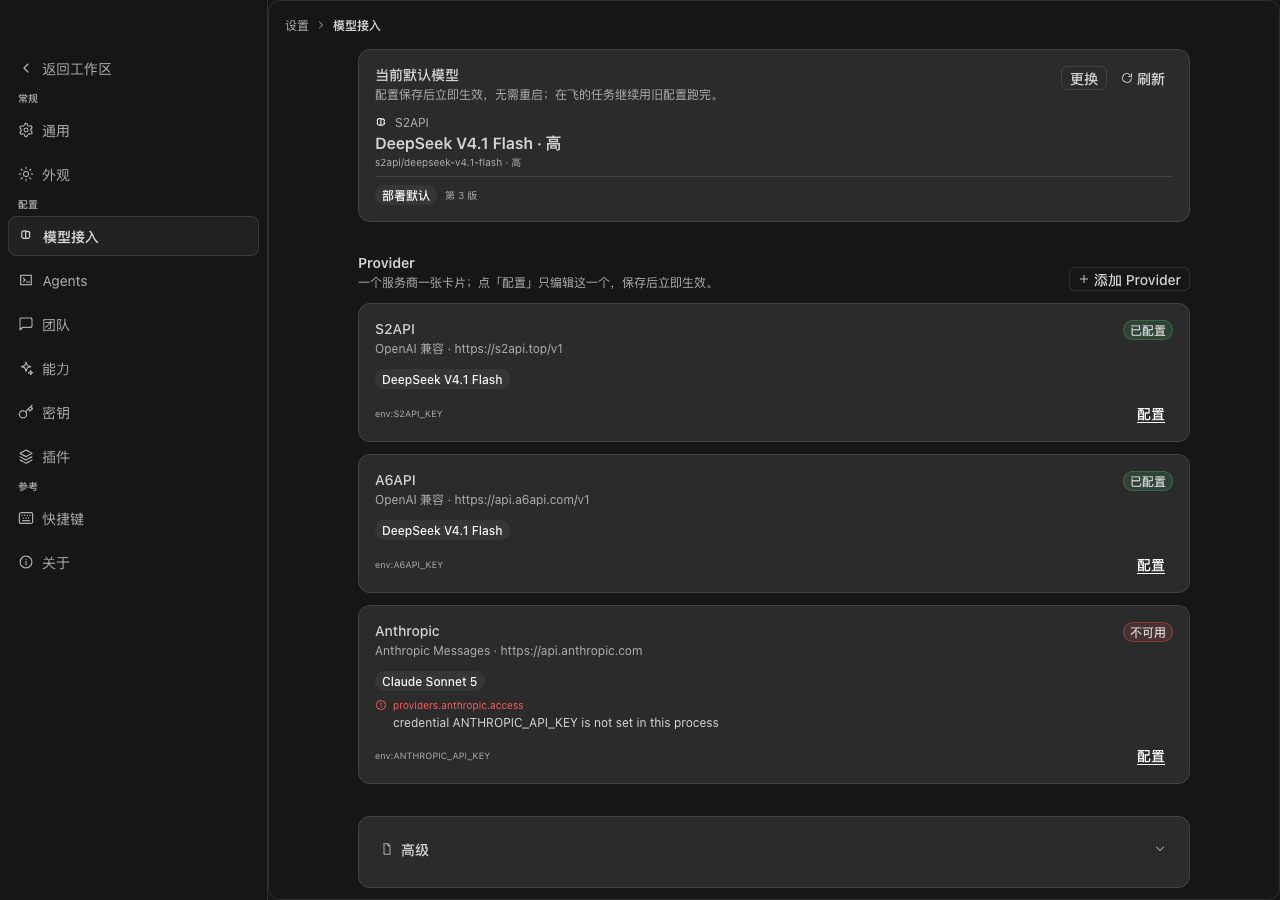 设置 > 模型接入
返回工作区
常规
通用
外观
配置
模型接入
Agents
团队
能力
密钥
插件
参考
快捷键
关于
当前默认模型
配置保存后立即生效，无需重启；在飞的任务继续用旧配置跑完。
更换
刷新
S2API
DeepSeek V4.1 Flash · 高
s2api/deepseek-v4.1-flash · 高
部署默认 第 3 版
Provider
一个服务商一张卡片；点「配置」只编辑这一个，保存后立即生效。
+ 添加 Provider
S2API
已配置
OpenAI 兼容 · https://s2api.top/v1
DeepSeek V4.1 Flash
env:S2API_KEY
配置
A6API
已配置
OpenAI 兼容 · https://api.a6api.com/v1
DeepSeek V4.1 Flash
env:A6API_KEY
配置
Anthropic
不可用
Anthropic Messages · https://api.anthropic.com
Claude Sonnet 5
providers.anthropic.access
credential ANTHROPIC_API_KEY is not set in this process
env:ANTHROPIC_API_KEY
配置
高级